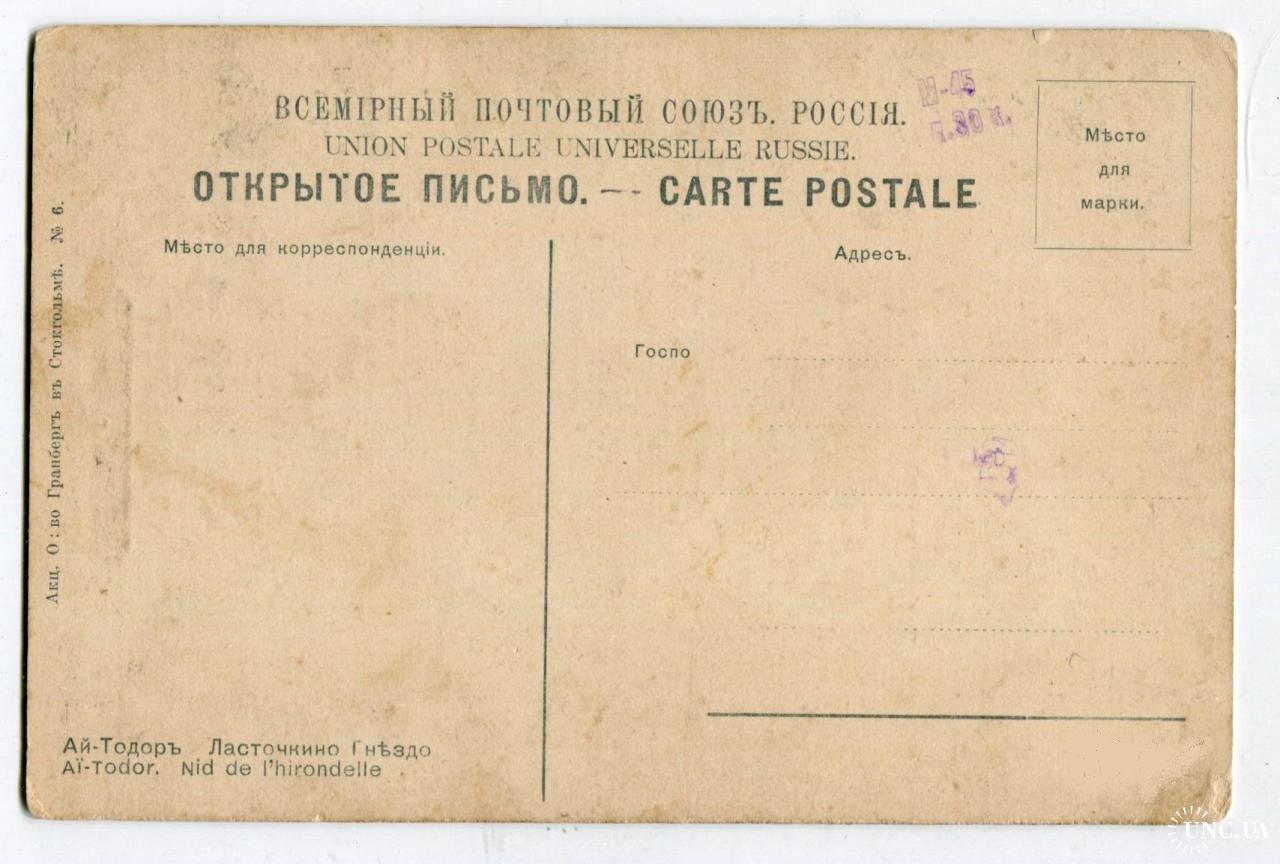 ВСЕМІРНЫЙ ПОЧТОВЫЙ СОЮЗЪ. РОССІЯ.
UNION POSTALE UNIVERSELLE RUSSIE.
ОТКРЫТОЕ ПИСЬМО. — CARTE POSTALE
-45
.30 к.
Мѣсто
для
марки.
Мѣсто для корреспонденціи.
Адресъ.
Госпо
Акц. О: во Гранбергъ въ Стокгольмѣ. № 6.
Ай-Тодоръ Ласточкино Гнѣздо
Aï-Todor. Nid de l'hirondelle
UNC.UA